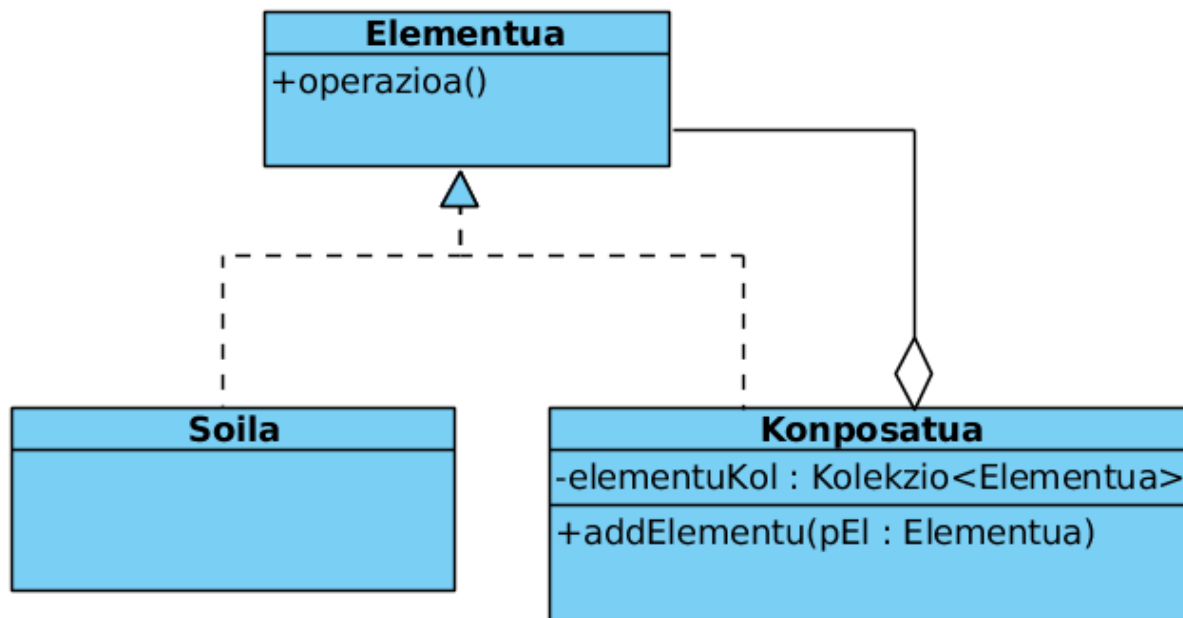 Elementua
+operazioa()
Soila
Konposatua
-elementuKol : Kolekzio<Elementua>
+addElementu(pEl : Elementua)